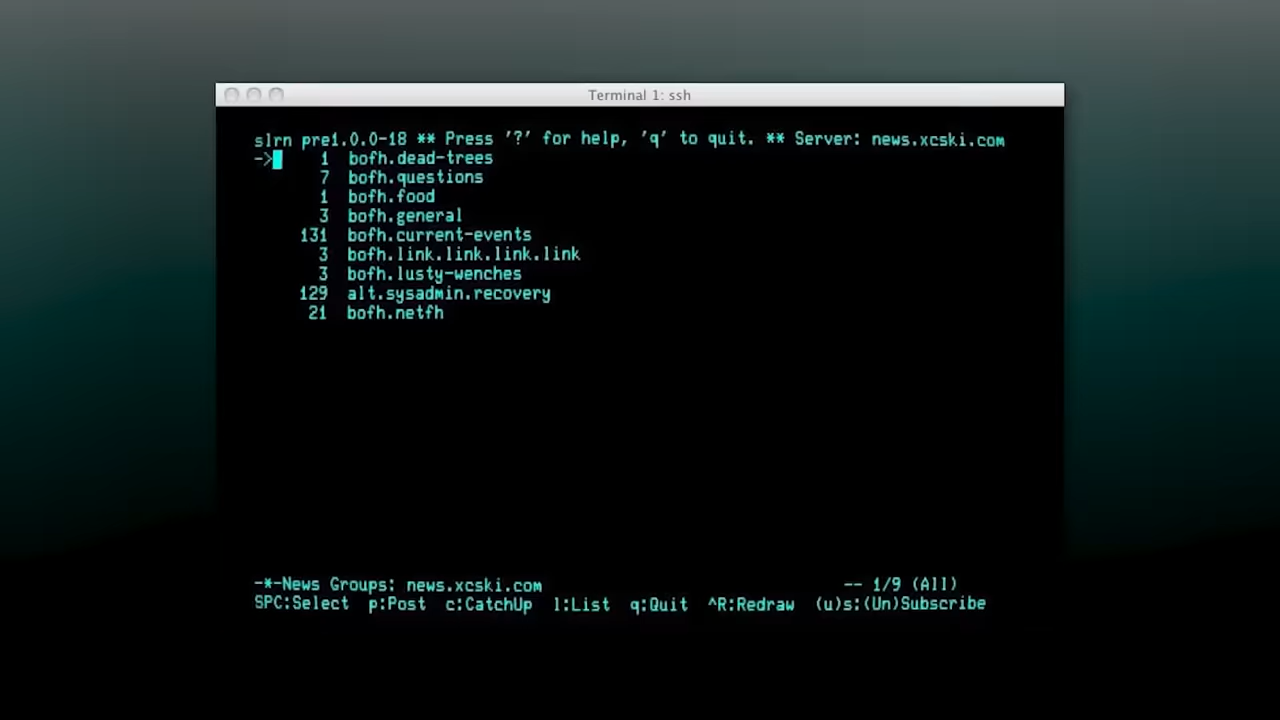 Terminal 1: ssh
slrn pre1.0.0-18 ** Press '?' for help, 'q' to quit. ** Server: news.xcski.com
-> 1 bofh.dead-trees
7 bofh.questions
1 bofh.food
3 bofh.general
131 bofh.current-events
3 bofh.link.link.link.link
3 bofh.lusty-wenches
129 alt.sysadmin.recovery
21 bofh.netfh
-*-News Groups: news.xcski.com -- 1/9 (All)
SPC:Select p:Post c:CatchUp l:List q:Quit ^R:Redraw (u)s:(Un)Subscribe